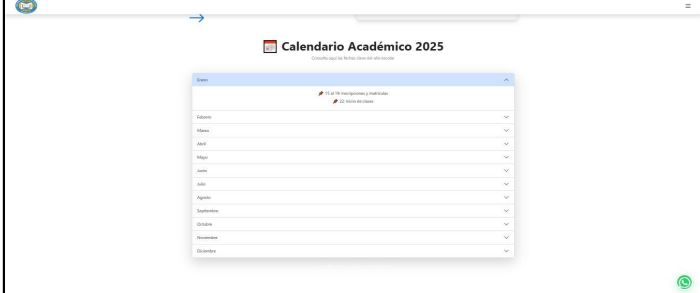 Calendario Académico 2025
Consulta aquí las fechas clave del año escolar
Enero
15 al 19: Inscripciones y matrículas
22: Inicio de clases
Febrero
Marzo
Abril
Mayo
Junio
Julio
Agosto
Septiembre
Octubre
Noviembre
Diciembre